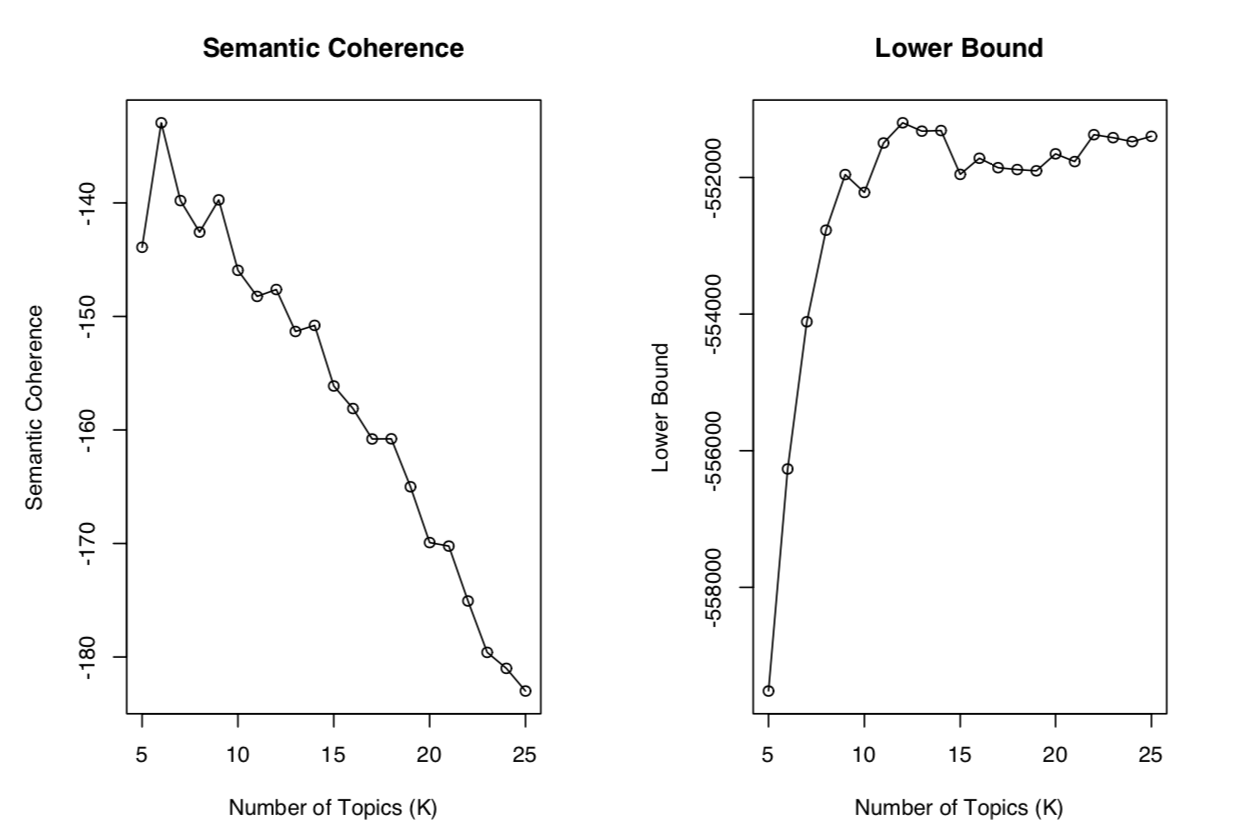 Semantic Coherence
Semantic Coherence
-140
-150
-160
-170
-180
5 10 15 20 25
Number of Topics (K)
Lower Bound
Lower Bound
-552000
-554000
-556000
-558000
5 10 15 20 25
Number of Topics (K)